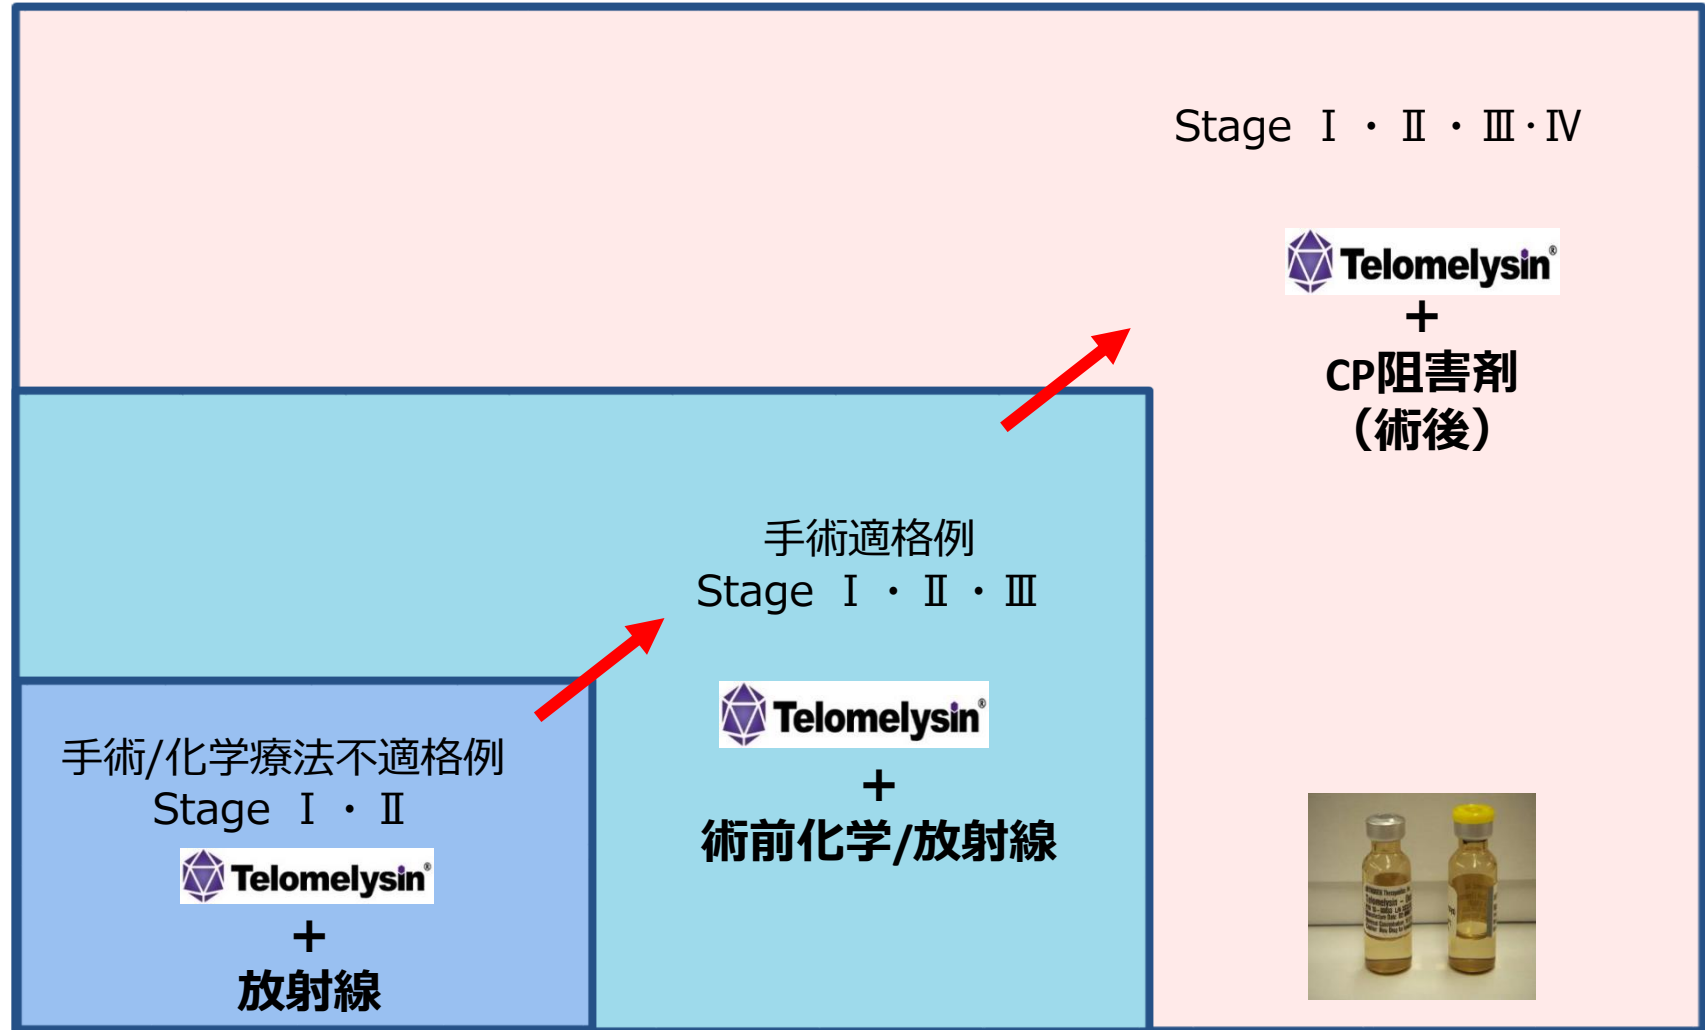 Stage Ⅰ・Ⅱ・Ⅲ・Ⅳ
Telomelysin®
+
CP阻害剤
（術後）
手術適格例
Stage Ⅰ・Ⅱ・Ⅲ
Telomelysin®
+
術前化学/放射線
手術/化学療法不適格例
Stage Ⅰ・Ⅱ
Telomelysin®
+
放射線